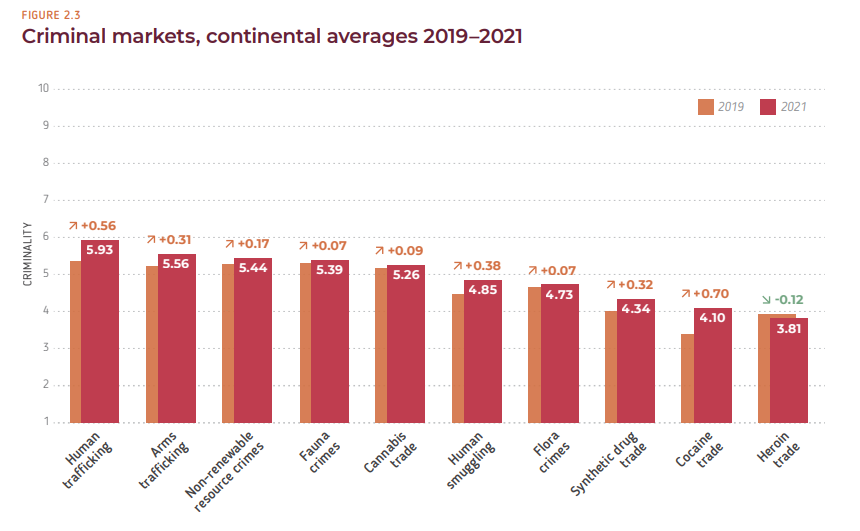 FIGURE 2.3
Criminal markets, continental averages 2019–2021
10
9
8
7
6
5
4
3
2
1
CRIMINALITY
2019 2021
+0.56
5.93
+0.31
5.56
+0.17
5.44
+0.07
5.39
+0.09
5.26
+0.38
4.85
+0.07
4.73
+0.32
4.34
+0.70
4.10
-0.12
3.81
Human
trafficking
Arms
trafficking
Non-renewable
resource crimes
Fauna
crimes
Cannabis
trade
Human
smuggling
Flora
crimes
Synthetic drug
trade
Cocaine
trade
Heroin
trade